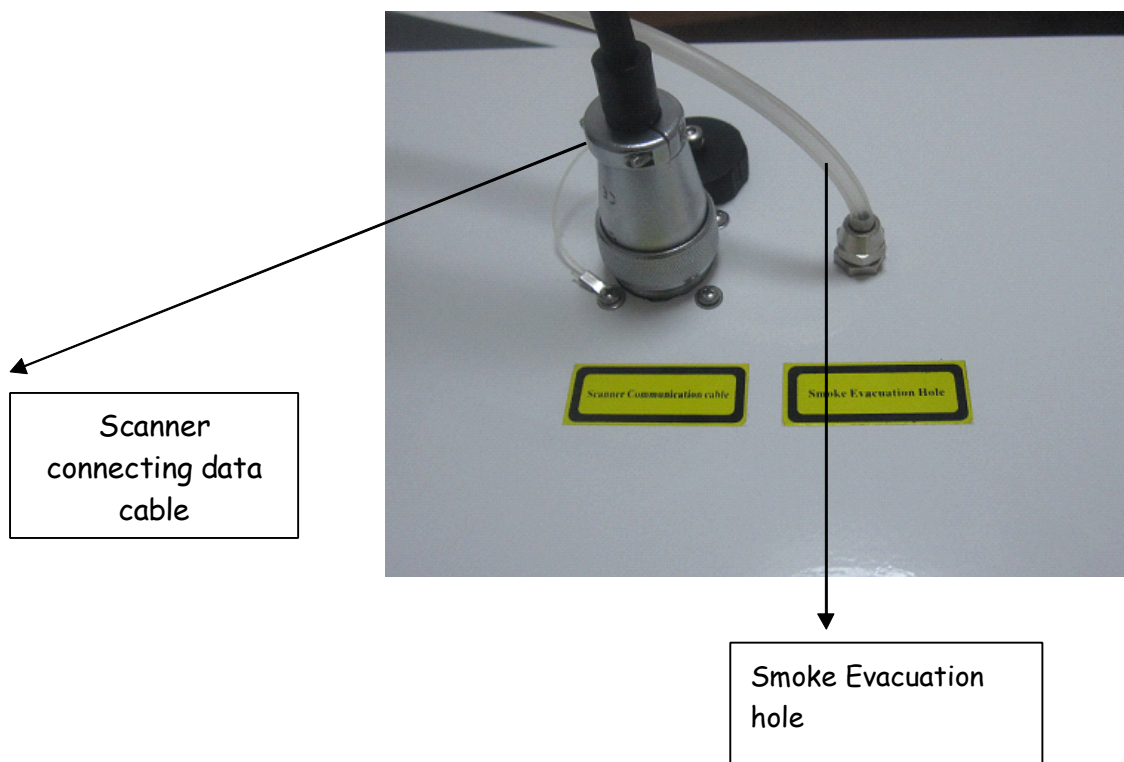 Scanner Communication cable
Smoke Evacuation Hole
Scanner
connecting data
cable
Smoke Evacuation
hole